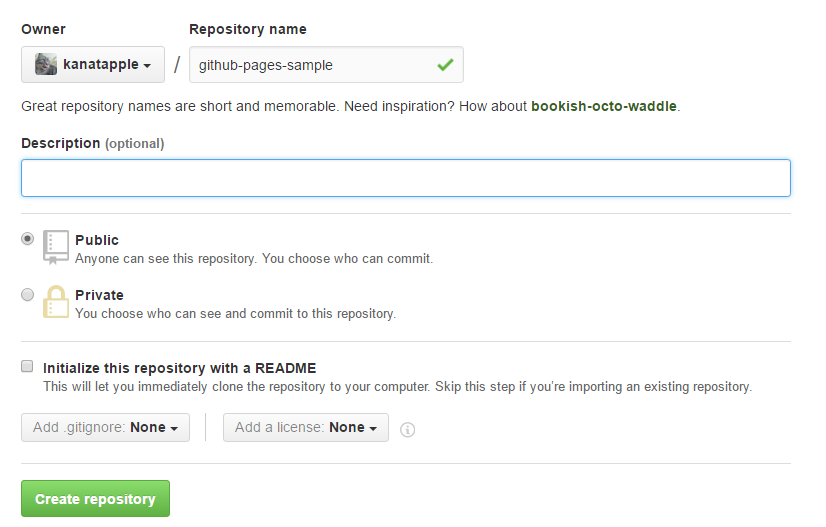 Owner Repository name
kanatapple / github-pages-sample
Great repository names are short and memorable. Need inspiration? How about bookish-octo-waddle.
Description (optional)
Public
Anyone can see this repository. You choose who can commit.
Private
You choose who can see and commit to this repository.
Initialize this repository with a README
This will let you immediately clone the repository to your computer. Skip this step if you’re importing an existing repository.
Add .gitignore: None Add a license: None
Create repository